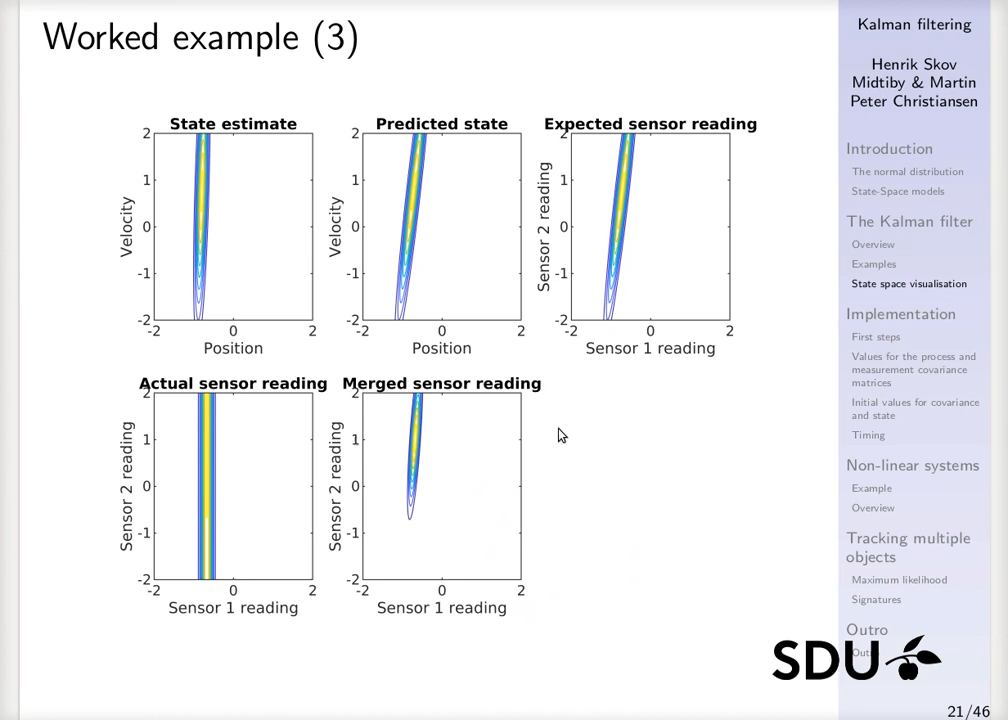 Worked example (3)
State estimate
Predicted state
Expected sensor reading
2
1
0
-1
-2
Velocity
-2
0
2
Position
2
1
0
-1
-2
Velocity
-2
0
2
Position
2
1
0
-1
-2
Sensor 2 reading
-2
0
2
Sensor 1 reading
Actual sensor reading
Merged sensor reading
2
1
0
-1
-2
Sensor 2 reading
-2
0
2
Sensor 1 reading
2
1
0
-1
-2
Sensor 2 reading
-2
0
2
Sensor 1 reading
Kalman filtering
Henrik Skov
Midtiby & Martin
Peter Christiansen
Introduction
The normal distribution
State-Space models
The Kalman filter
Overview
Examples
State space visualisation
Implementation
First steps
Values for the process and
measurement covariance
matrices
Initial values for covariance
and state
Timing
Non-linear systems
Example
Overview
Tracking multiple
objects
Maximum likelihood
Signatures
Outro
SDU
21/46